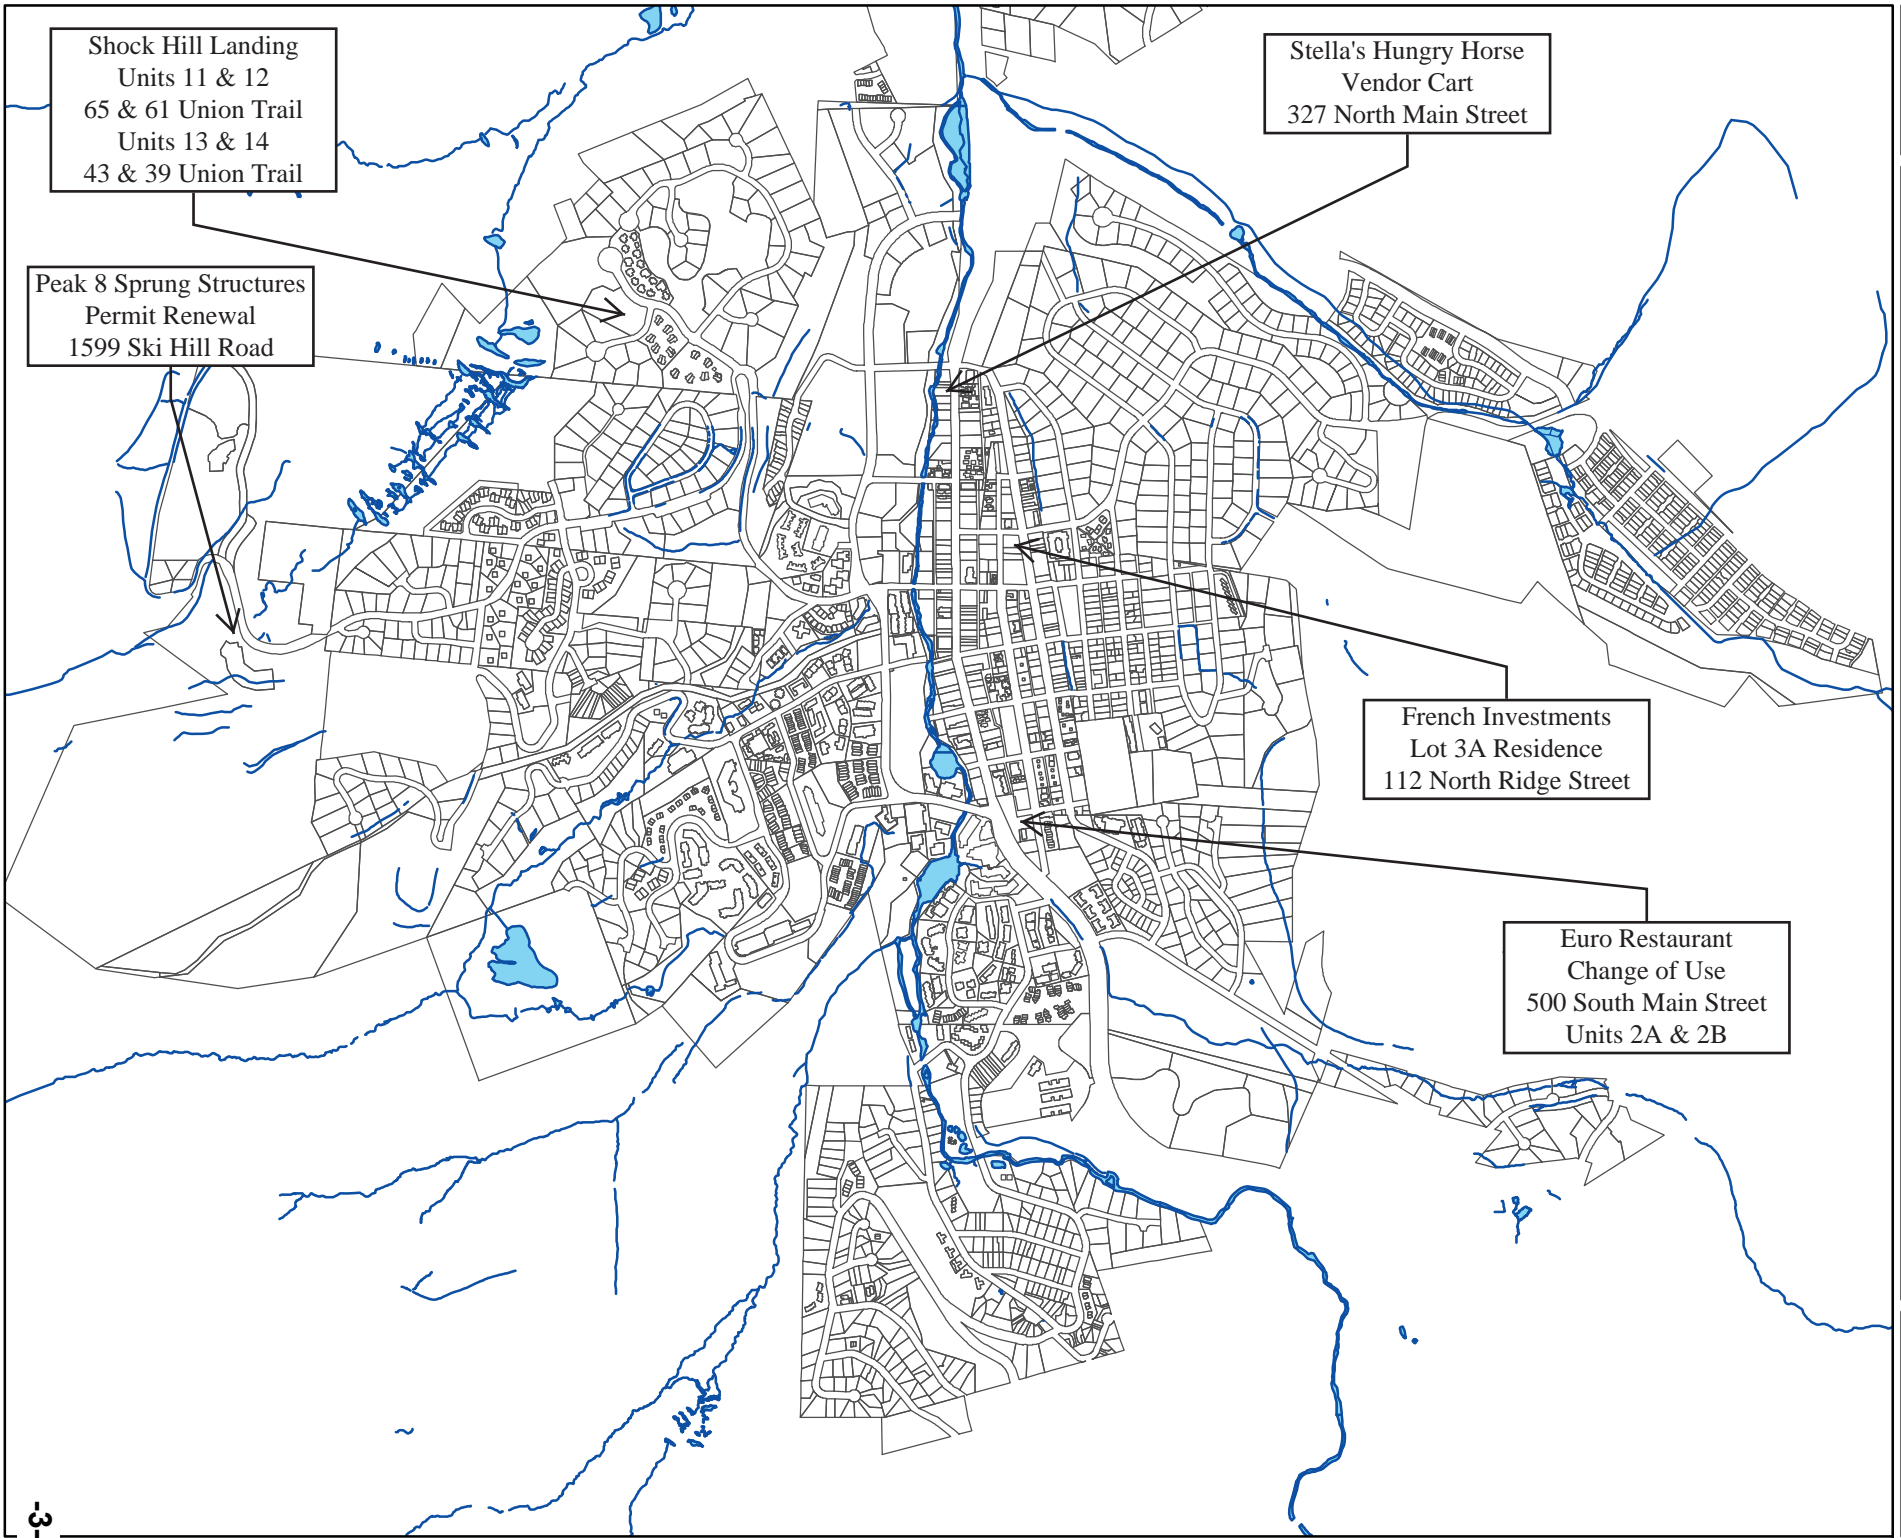 Shock Hill Landing
Units 11 & 12
65 & 61 Union Trail
Units 13 & 14
43 & 39 Union Trail
Stella's Hungry Horse
Vendor Cart
327 North Main Street
Peak 8 Sprung Structures
Permit Renewal
1599 Ski Hill Road
French Investments
Lot 3A Residence
112 North Ridge Street
Euro Restaurant
Change of Use
500 South Main Street
Units 2A & 2B
-3-